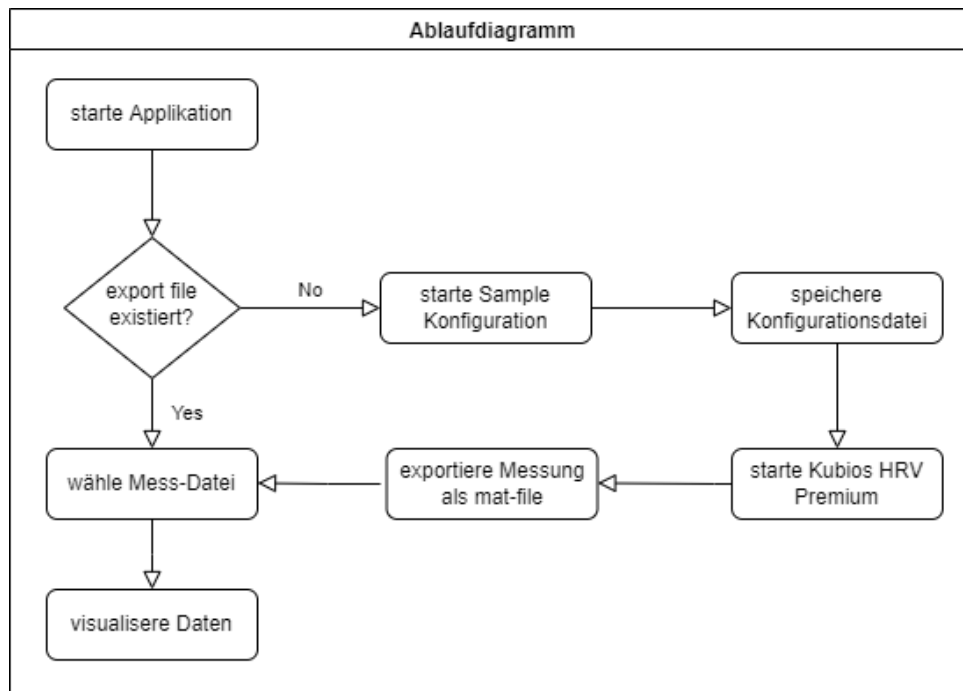 Ablaufdiagramm
starte Applikation
export file
existiert?
No
starte Sample
Konfiguration
speichere
Konfigurationsdatei
Yes
wähle Mess-Datei
exportiere Messung
als mat-file
starte Kubios HRV
Premium
visualisere Daten